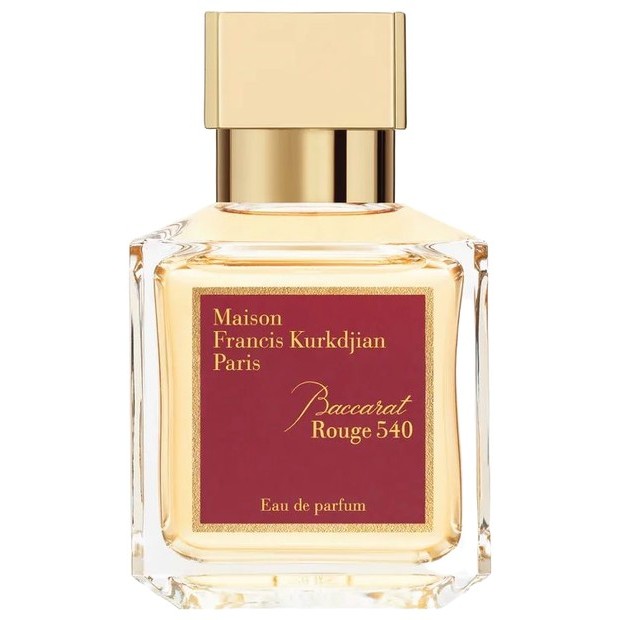 Maison
Francis Kurkdjian
Paris
Baccarat
Rouge 540
Eau de parfum